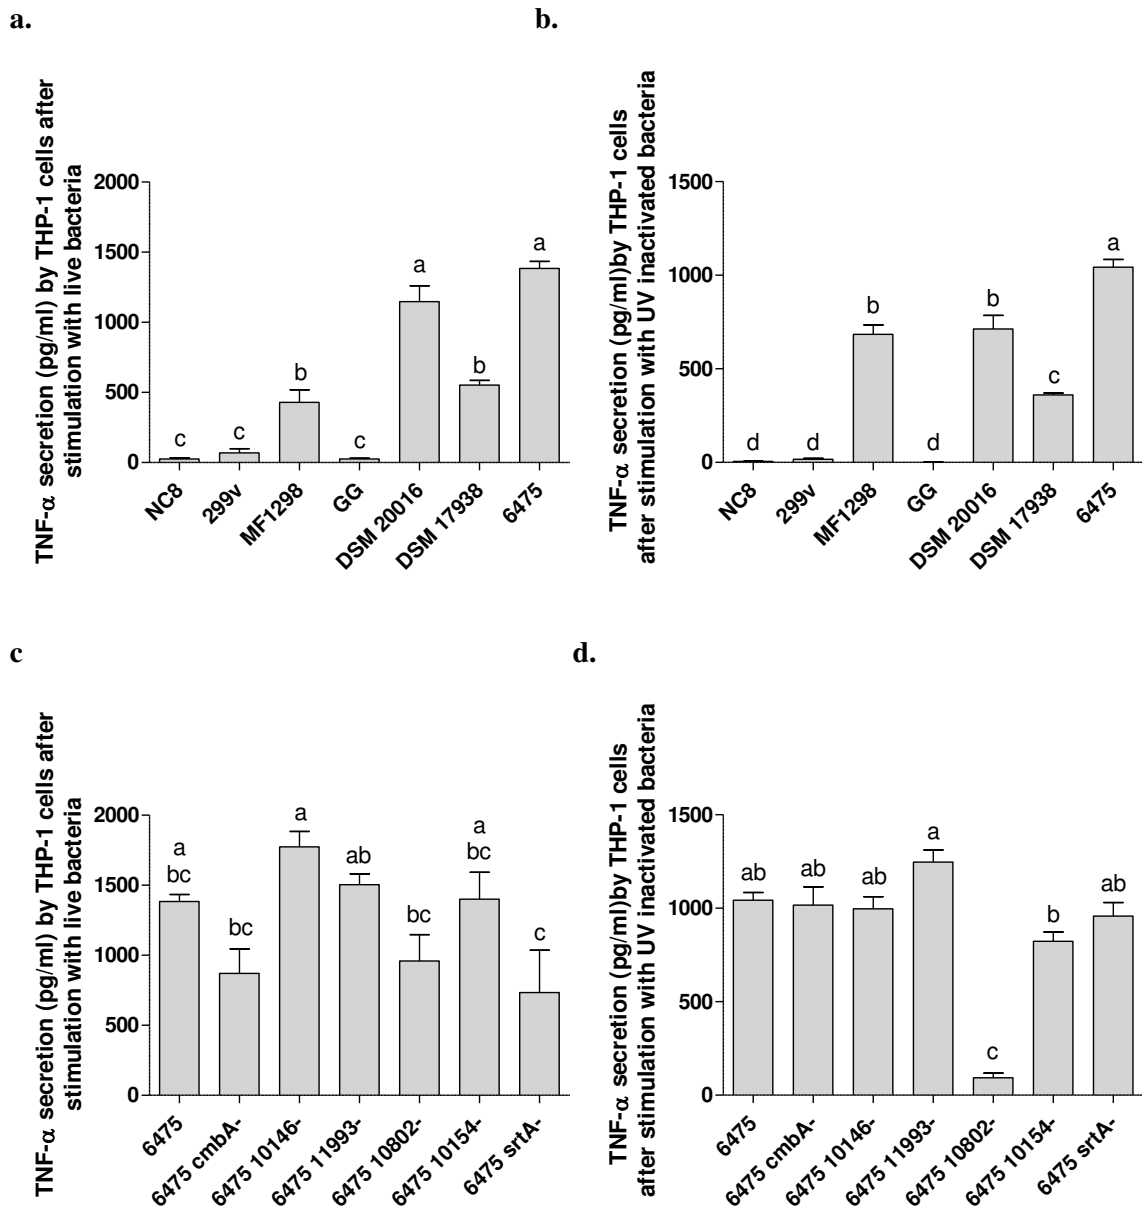 a.
TNF-α secretion (pg/ml) by THP-1 cells after
stimulation with live bacteria
2000
1500
1000
500
0
c
c
b
c
a
b
a
NC8
299v
MF1298
GG
DSM 20016
DSM 17938
6475
b.
TNF-α secretion (pg/ml)by THP-1 cells
after stimulation with UV inactivated bacteria
1500
1000
500
0
d
d
b
d
b
c
a
NC8
299v
MF1298
GG
DSM 20016
DSM 17938
6475
c
TNF-α secretion (pg/ml) by THP-1 cells after
stimulation with live bacteria
2000
1500
1000
500
0
a
bc
bc
a
ab
bc
a
bc
c
6475
6475 cmbA-
6475 10146-
6475 11993-
6475 10802-
6475 10154-
6475 srtA-
d.
TNF-α secretion (pg/ml)by THP-1 cells
after stimulation with UV inactivated bacteria
1500
1000
500
0
ab
ab
ab
a
c
b
ab
6475
6475 cmbA-
6475 10146-
6475 11993-
6475 10802-
6475 10154-
6475 srtA-